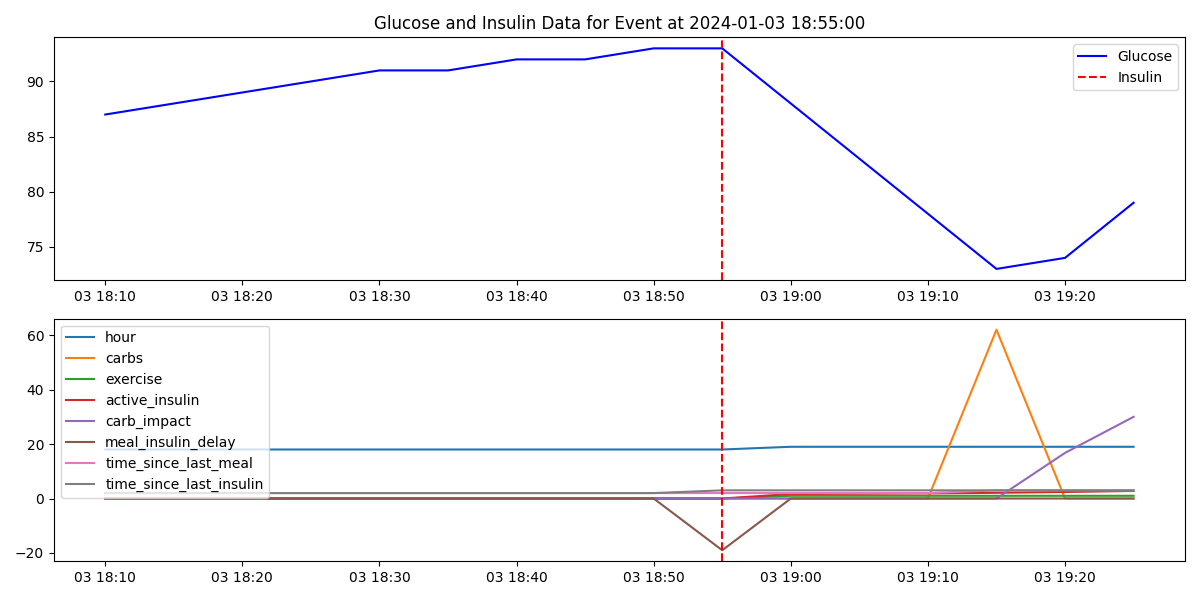 Glucose and Insulin Data for Event at 2024-01-03 18:55:00
Glucose
Insulin
90
85
80
75
03 18:10 03 18:20 03 18:30 03 18:40 03 18:50 03 19:00 03 19:10 03 19:20
60
40
20
0
−20
hour
carbs
exercise
active_insulin
carb_impact
meal_insulin_delay
time_since_last_meal
time_since_last_insulin
03 18:10 03 18:20 03 18:30 03 18:40 03 18:50 03 19:00 03 19:10 03 19:20